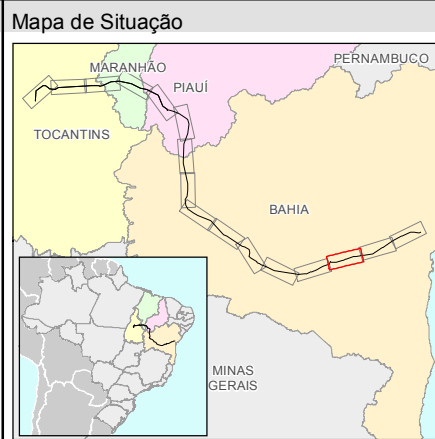 Mapa de Situação
PERNAMBUCO
MARANHÃO
PIAUÍ
TOCANTINS
BAHIA
MINAS
GERAIS